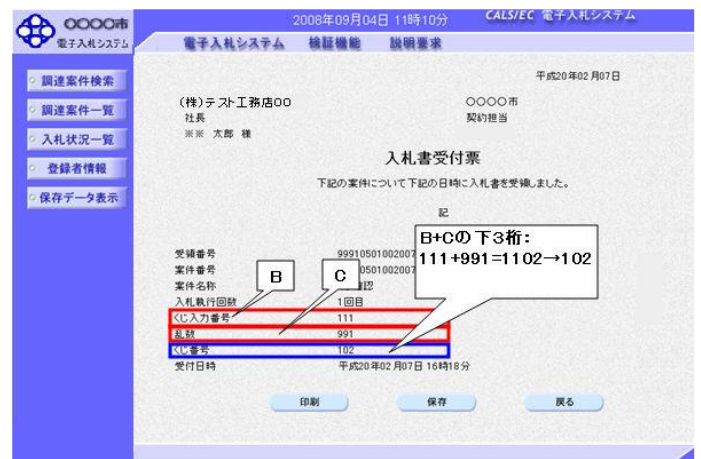 〇〇〇〇市
電子入札システム
2008年09月04日 11時10分
CALS/EC 電子入札システム
電子入札システム 検証機能 説明要求
調達案件検索
調達案件一覧
入札状況一覧
登録者情報
保存データ表示
平成20年02月07日
(株)テスト工務店〇〇
〇〇〇〇市
社長
契約担当
※※ 太郎 様
入札書受付票
下記の案件について下記の日時に入札書を受領しました。
記
B+Cの下3桁:
111+991=1102→102
B
C
受領番号 99910501002007
案件番号 0501002007
案件名称
入札執行回数 1回目
くじ入力番号 111
乱数 991
くじ番号 102
受付日時 平成20年02月07日 16時18分
印刷 保存 戻る